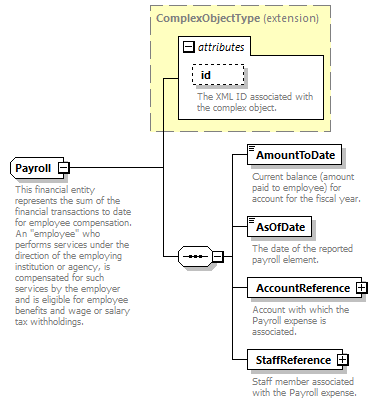 ComplexObjectType (extension)
attributes
id
The XML ID associated with
the complex object.
Payroll
This financial entity
represents the sum of the
financial transactions to date
for employee compensation.
An "employee" who
performs services under the
direction of the employing
institution or agency, is
compensated for such
services by the employer
and is eligible for employee
benefits and wage or salary
tax withholdings.
AmountToDate
Current balance (amount
paid to employee) for
account for the fiscal year.
AsOfDate
The date of the reported
payroll element.
AccountReference
Account with which the
Payroll expense is
associated.
StaffReference
Staff member associated
with the Payroll expense.